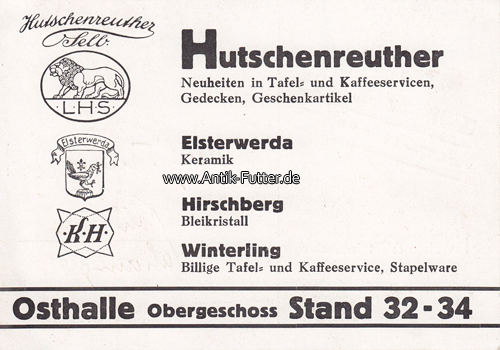 Hutschenreuther
Selb
L·H·S·
Hutschenreuther
Neuheiten in Tafel= und Kaffeeservicen,
Gedecken, Geschenkartikel
Elsterwerda
Elsterwerda
Keramik
www.Antik-Futter.de
Hirschberg
Bleikristall
KfH
Winterling
Billige Tafel= und Kaffeeservice, Stapelware
Osthalle Obergeschoss Stand 32-34